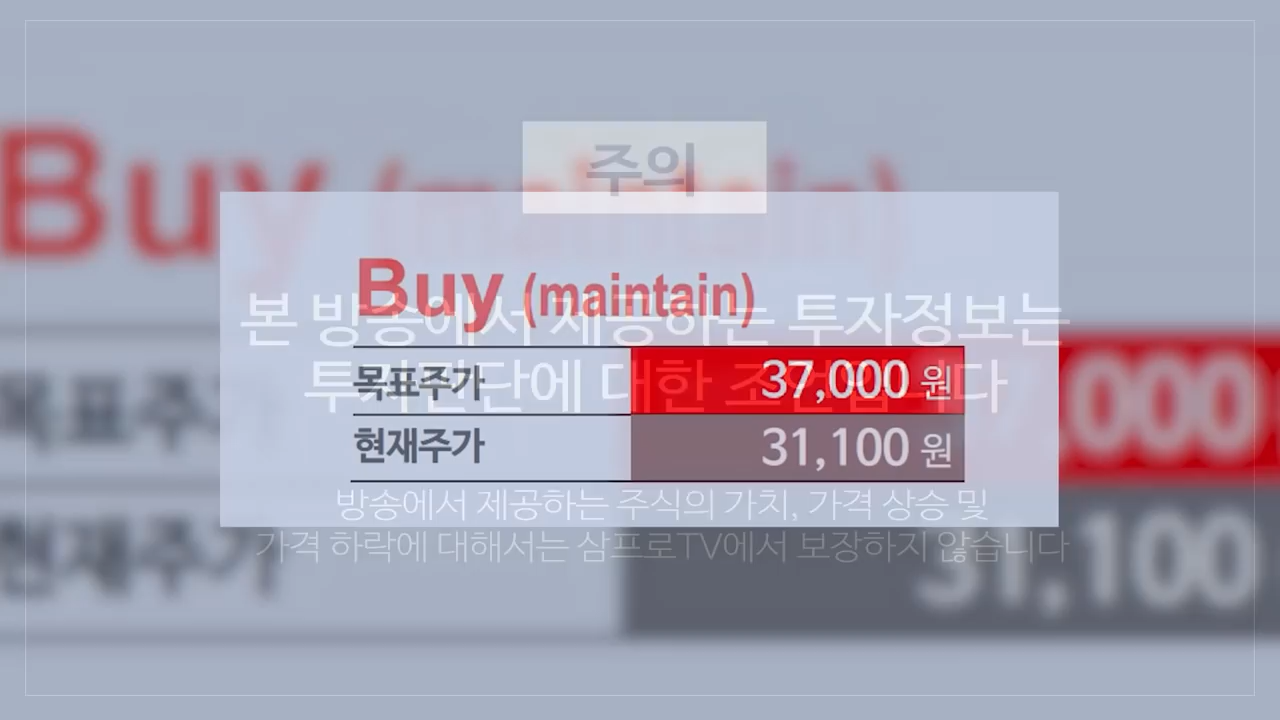 주의
Buy (maintain)
본 방송에서 제공하는 투자정보는
투자판단에 대한 조언입니다
목표주가 37,000 원
현재주가 31,100 원
방송에서 제공하는 주식의 가치, 가격 상승 및
가격 하락에 대해서는 삼프로TV에서 보장하지 않습니다